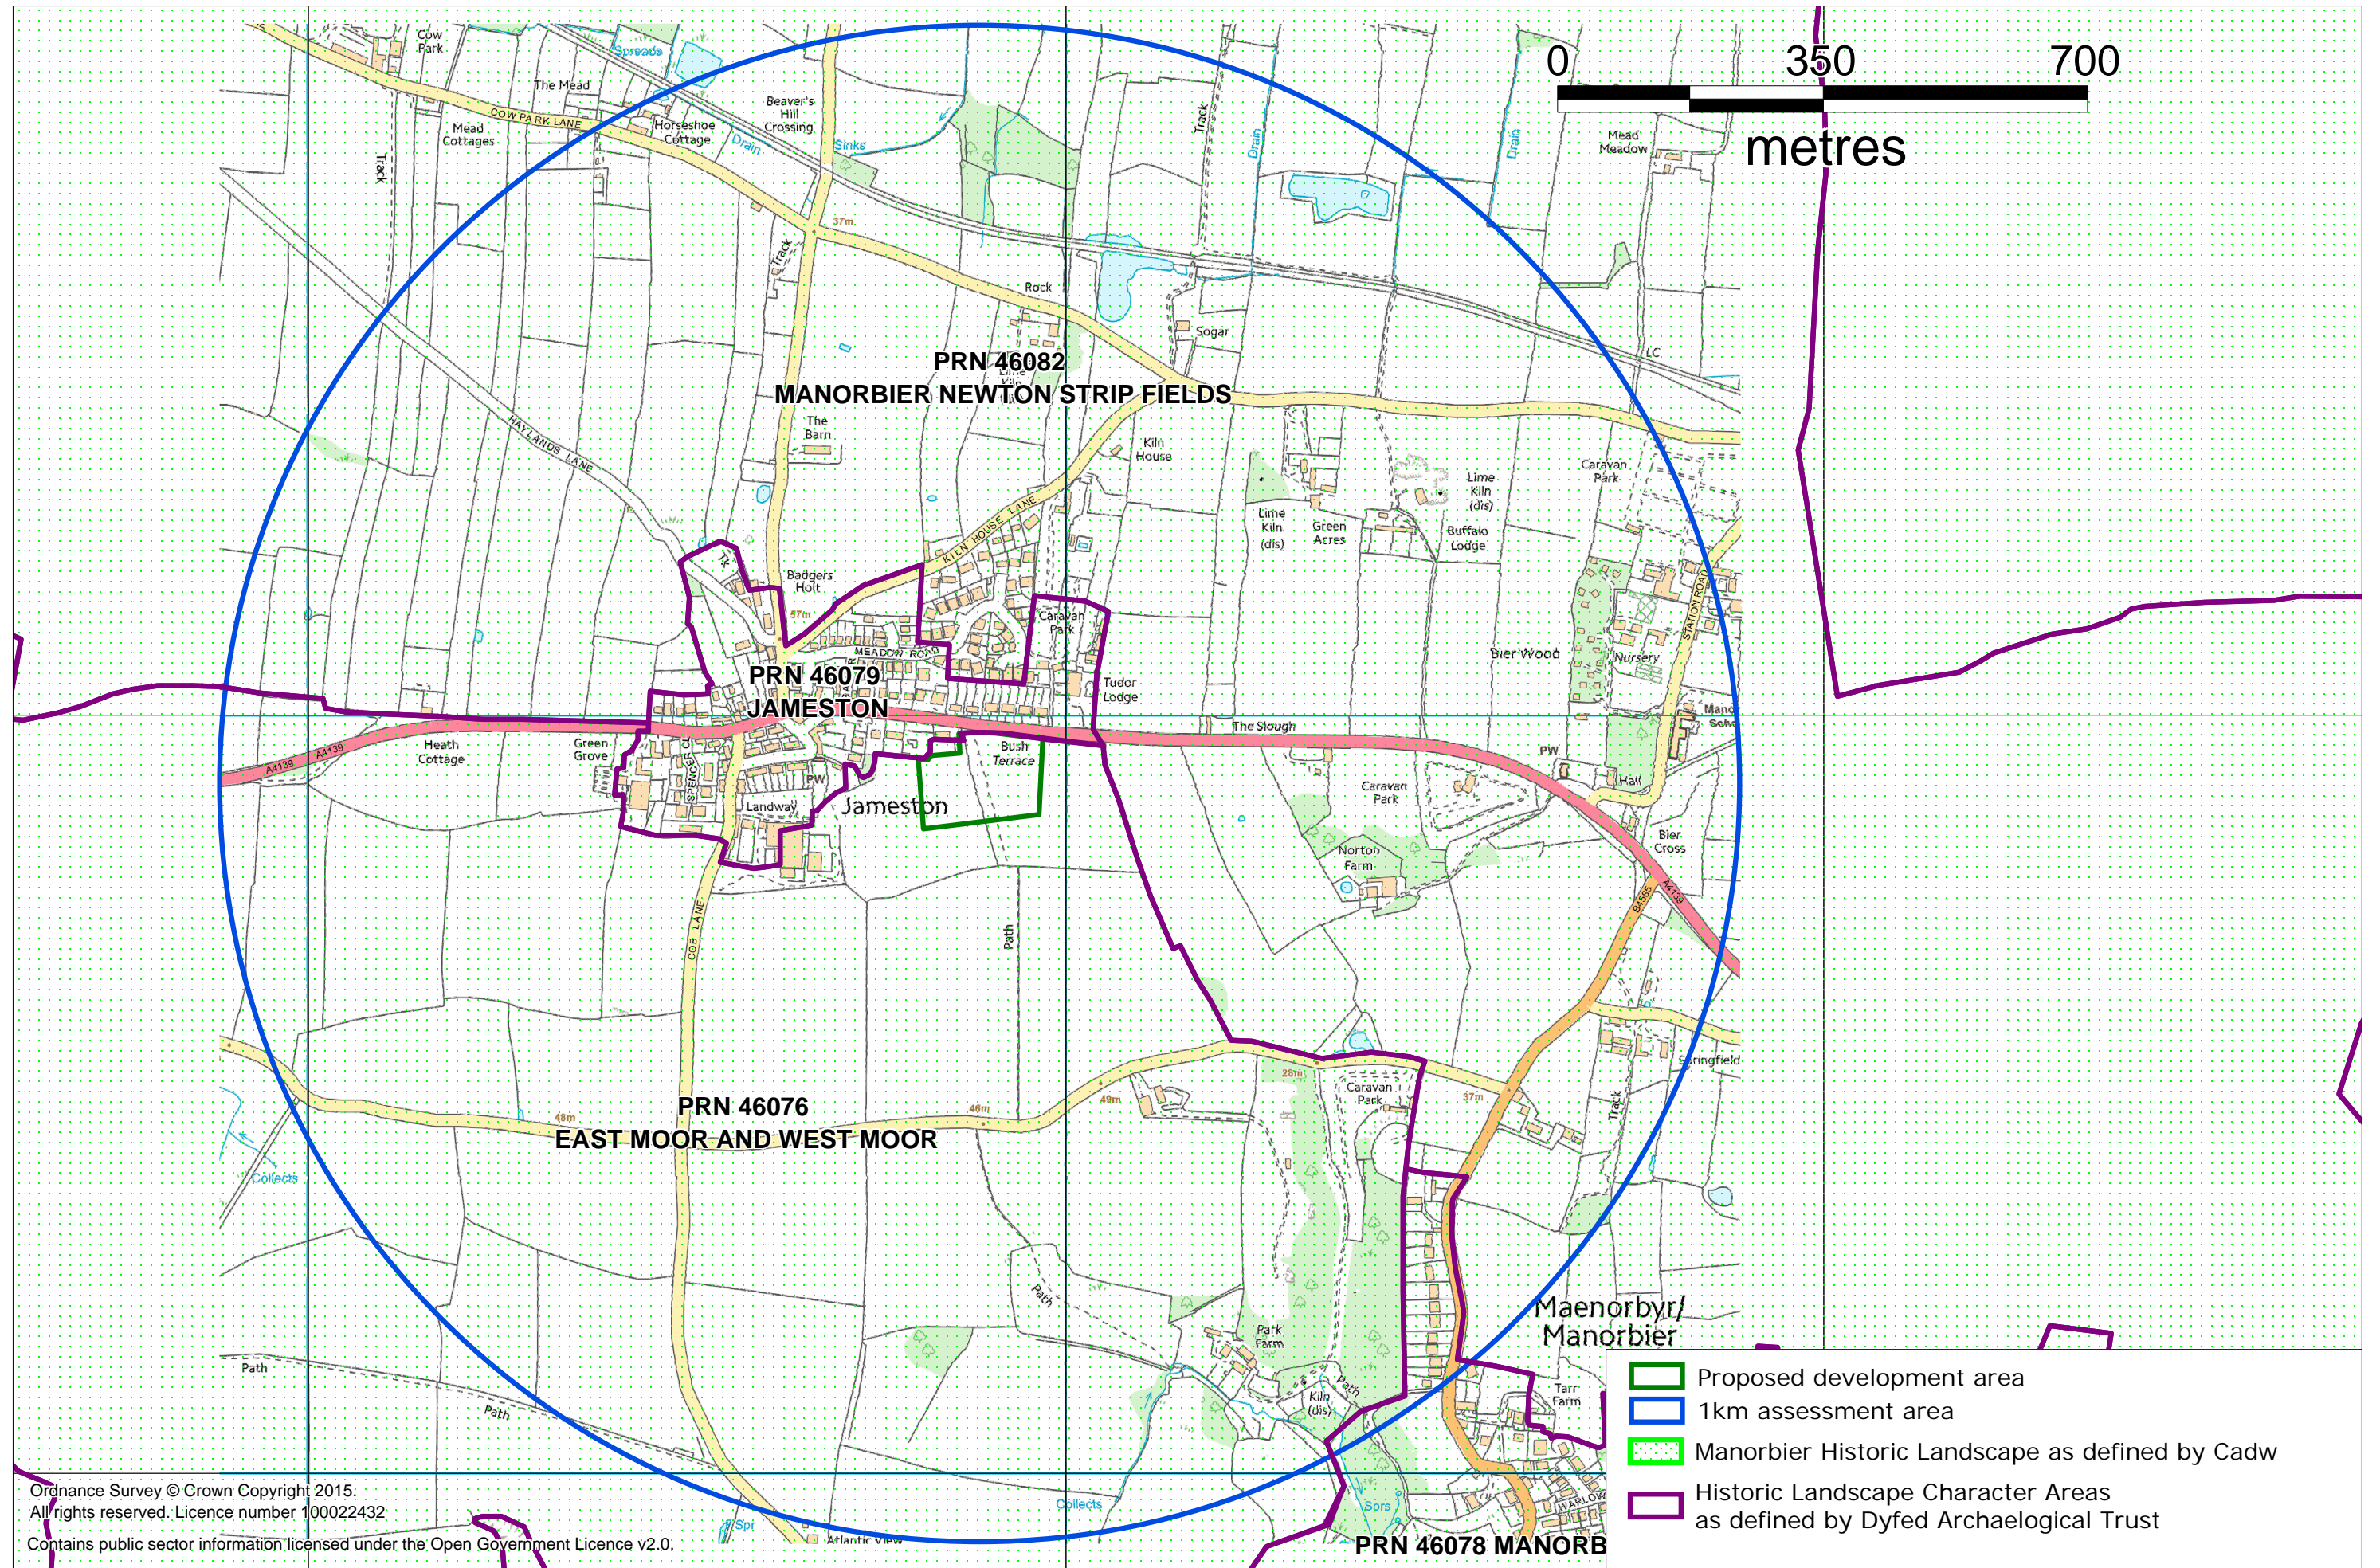 Cow
Park
Spreads
0 350 700
metres
The Mead
COW PARK LANE
Mead
Cottages
Horseshoe
Cottage
Beaver's
Hill
Crossing
Drain
Sinks
Track
Track
Drain
Drain
Mead
Meadow
37m
Track
Rock
Sogar
LC
PRN 46082
MANORBIER NEWTON STRIP FIELDS
HAYLANDS LANE
The
Barn
Kiln
House
KILN HOUSE LANE
Lime
Kiln
(dis)
Green
Acres
Lime
Kiln
(dis)
Buffalo
Lodge
Caravan
Park
Tk
Badgers
Holt
57m
Caravan
Park
MEADOW ROAD
Tudor
Lodge
Bier Wood
Nursery
STATION ROAD
PRN 46079
JAMESTON
The Slough
A4139
A4139
Heath
Cottage
Green
Grove
SPENCER
Landway
PW
Jameston
Bush
Terrace
PW
Hall
Caravan
Park
Norton
Farm
Bier
Cross
A4139
B4585
COB LANE
Path
Springfield
28m
Caravan
Park
37m
Track
49m
46m
48m
PRN 46076
EAST MOOR AND WEST MOOR
Collects
Path
Park
Farm
Kiln
(dis)
Path
Maenorbyr/
Manorbier
Tarr
Farm
Path
Path
Collects
Sprs
WARLOW
Spr
Atlantic View
PRN 46078 MANORB
Proposed development area
1km assessment area
Manorbier Historic Landscape as defined by Cadw
Historic Landscape Character Areas
as defined by Dyfed Archaelogical Trust
Ordnance Survey © Crown Copyright 2015.
All rights reserved. Licence number 100022432
Contains public sector information licensed under the Open Government Licence v2.0.